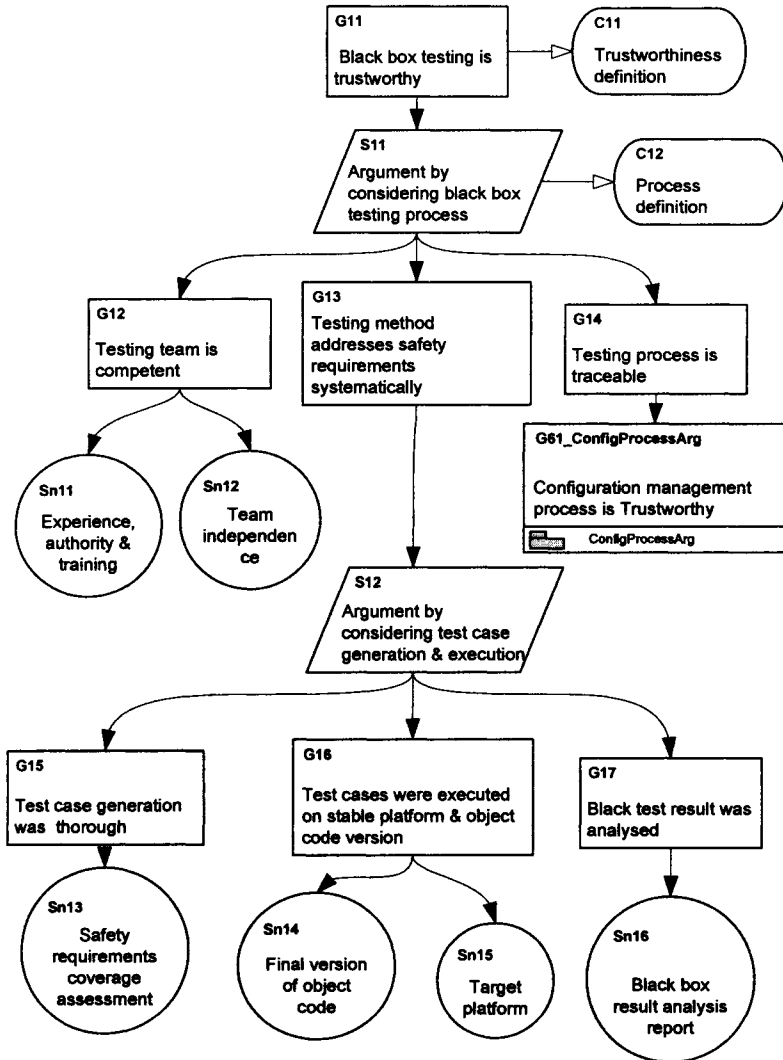 G11
Black box testing is
trustworthy
C11
Trustworthiness
definition
S11
Argument by
considering black box
testing process
C12
Process
definition
G12
Testing team is
competent
G13
Testing method
addresses safety
requirements
systematically
G14
Testing process is
traceable
Sn11
Experience,
authority &
training
Sn12
Team
independen
ce
G61_ConfigProcessArg
Configuration management
process is Trustworthy
ConfigProcessArg
S12
Argument by
considering test case
generation & execution
G15
Test case generation
was thorough
G16
Test cases were executed
on stable platform & object
code version
G17
Black test result was
analysed
Sn13
Safety
requirements
coverage
assessment
Sn14
Final version
of object
code
Sn15
Target
platform
Sn16
Black box
result analysis
report